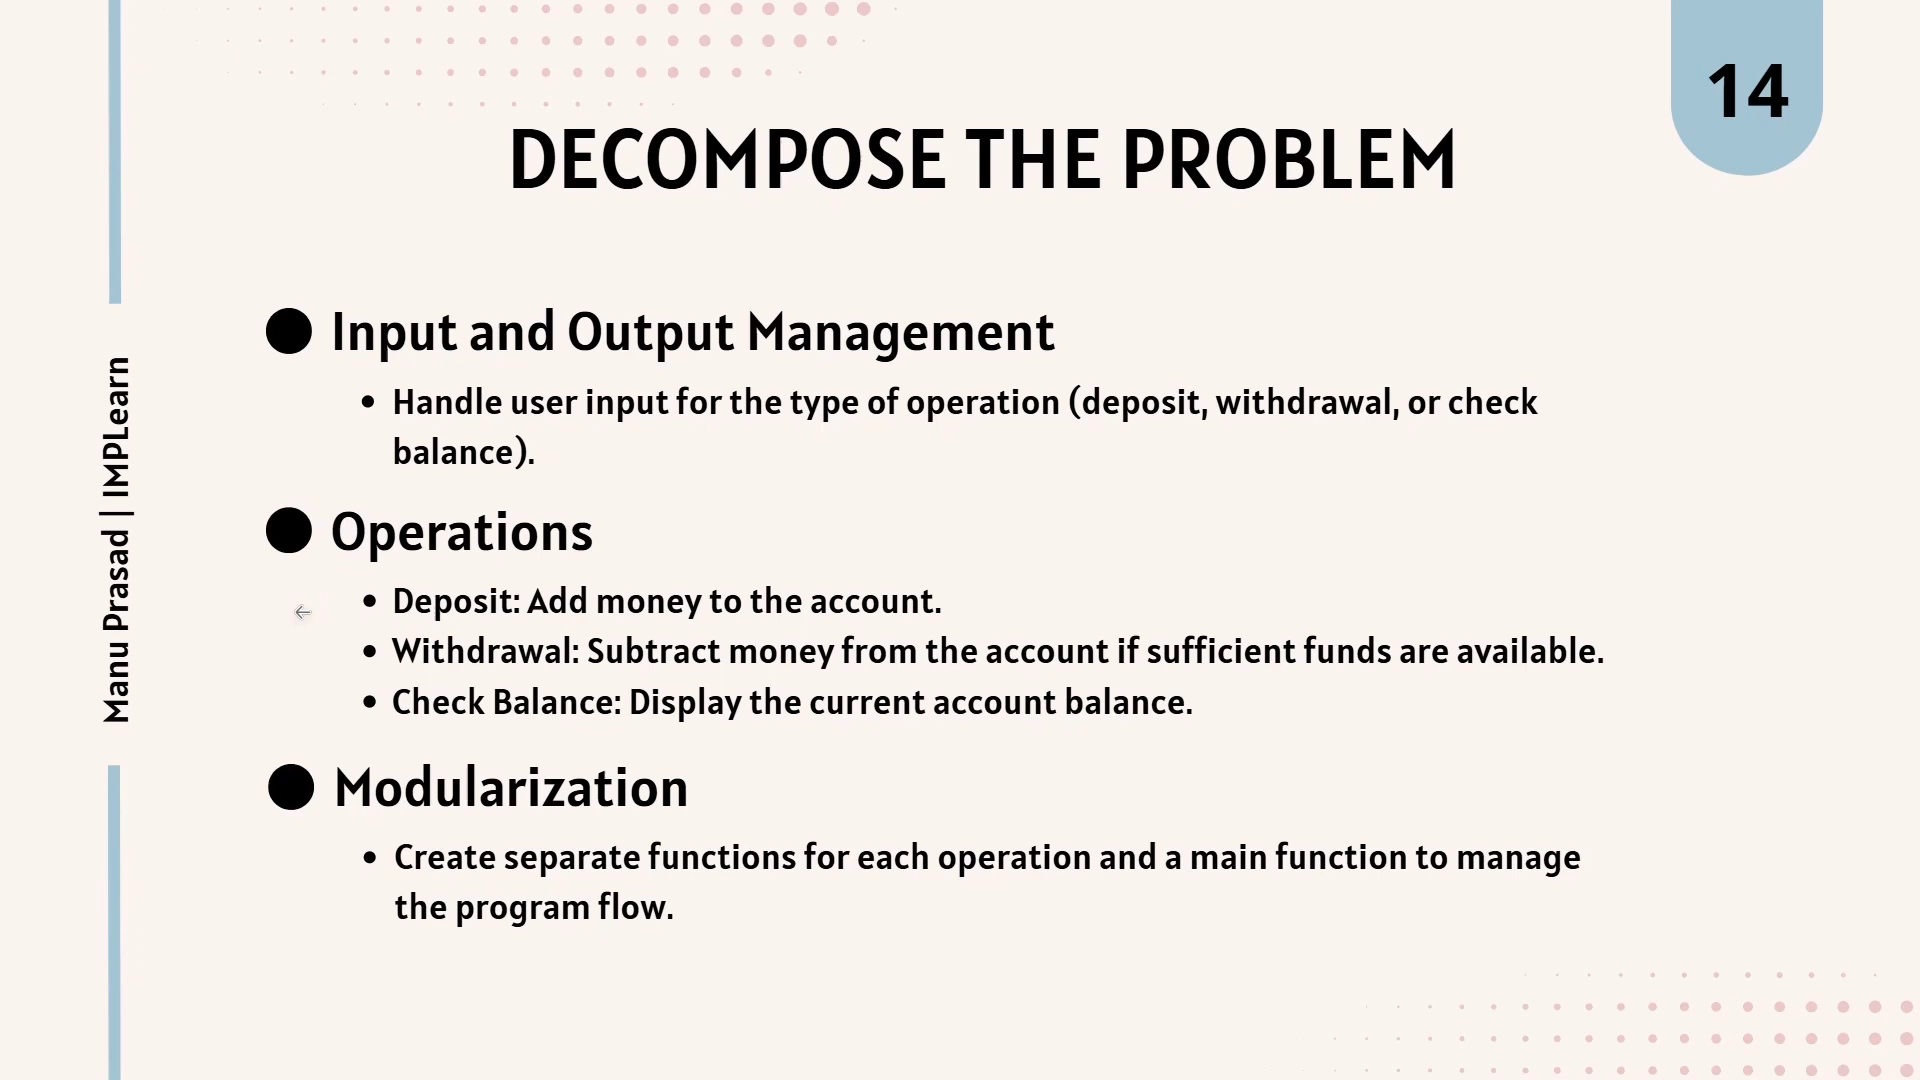 14
DECOMPOSE THE PROBLEM
Input and Output Management
Handle user input for the type of operation (deposit, withdrawal, or check
balance).
Operations
Deposit: Add money to the account.
Withdrawal: Subtract money from the account if sufficient funds are available.
Check Balance: Display the current account balance.
Modularization
Create separate functions for each operation and a main function to manage
the program flow.
Manu Prasad | IMPLearn